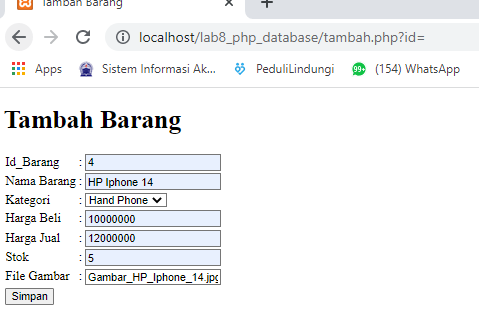 Tambah Barang
localhost/lab8_php_database/tambah.php?id=
Apps Sistem Informasi Ak... PeduliLindungi 99+ (154) WhatsApp
Tambah Barang
Id_Barang : 4
Nama Barang : HP Iphone 14
Kategori : Hand Phone
Harga Beli : 10000000
Harga Jual : 12000000
Stok : 5
File Gambar : Gambar_HP_Iphone_14.jpg
Simpan